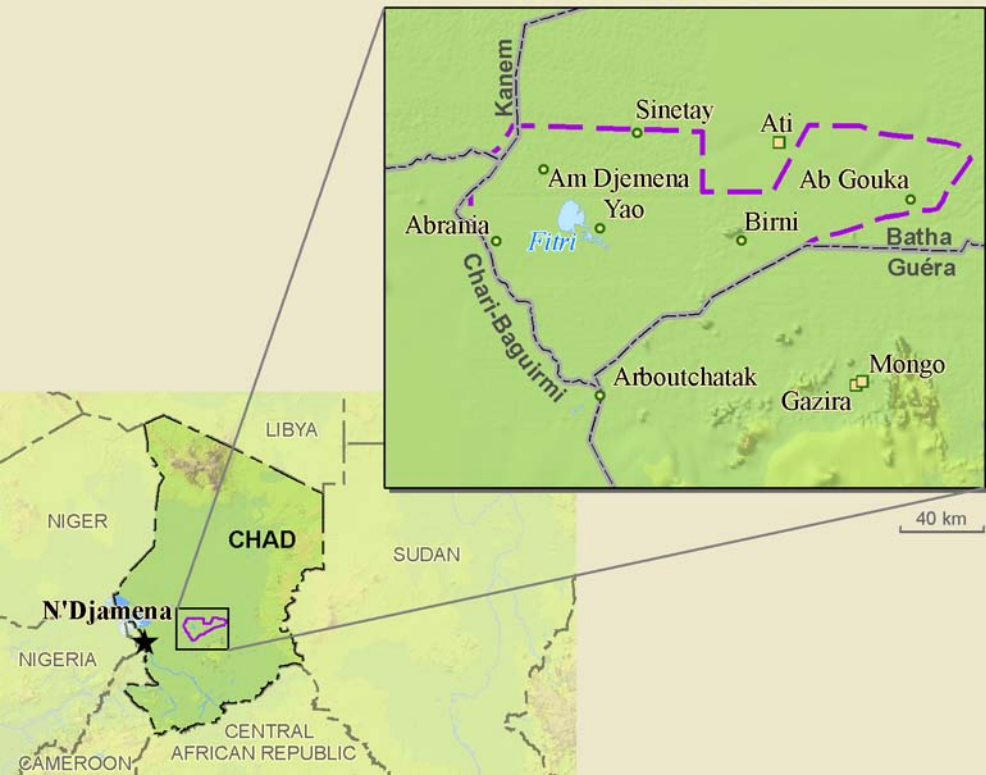 Kanem
Sinetay
Ati
Am Djemena
Ab Gouka
Yao
Abrania
Birni
Fitri
Batha
Guéra
Chari-Baguirmi
Arboutchatak
Mongo
Gazira
40 km
LIBYA
NIGER
CHAD
SUDAN
N'Djamena
NIGERIA
CENTRAL
AFRICAN REPUBLIC
CAMEROON